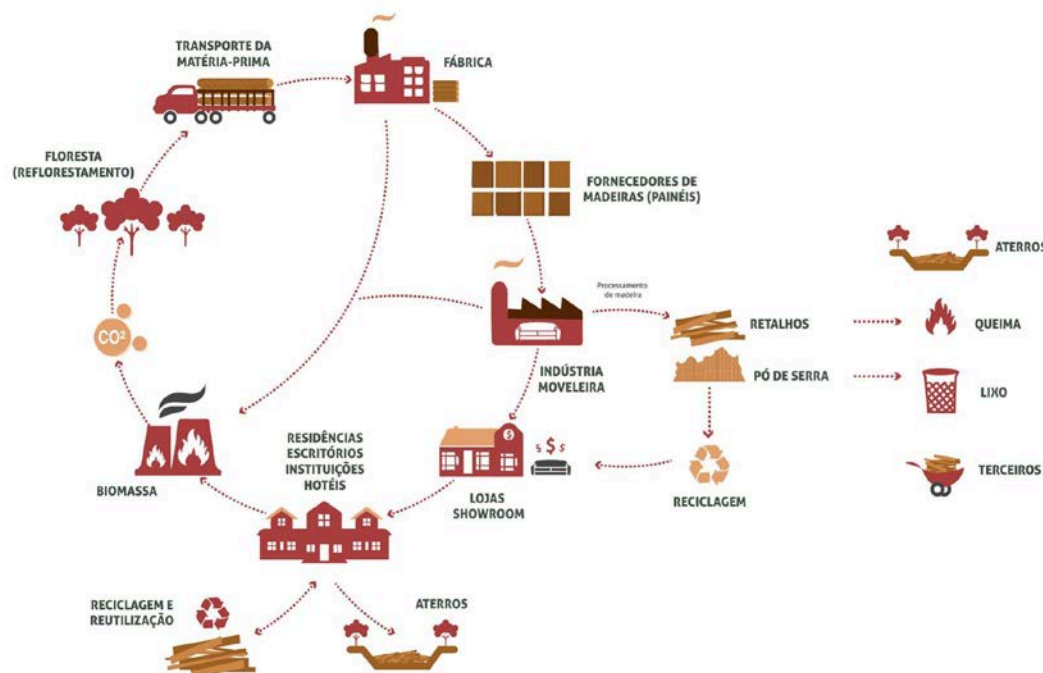 TRANSPORTE DA
MATÉRIA-PRIMA
FÁBRICA
FLORESTA
(REFLORESTAMENTO)
FORNECEDORES DE
MADEIRAS (PAINÉIS)
ATERROS
Processamento
de madeira
RETALHOS
QUEIMA
CO²
INDÚSTRIA
MOVELEIRA
PÓ DE SERRA
LIXO
RESIDÊNCIAS
ESCRITÓRIOS
INSTITUIÇÕES
HOTÉIS
$
$ $ $
BIOMASSA
LOJAS
SHOWROOM
RECICLAGEM
TERCEIROS
RECICLAGEM E
REUTILIZAÇÃO
ATERROS